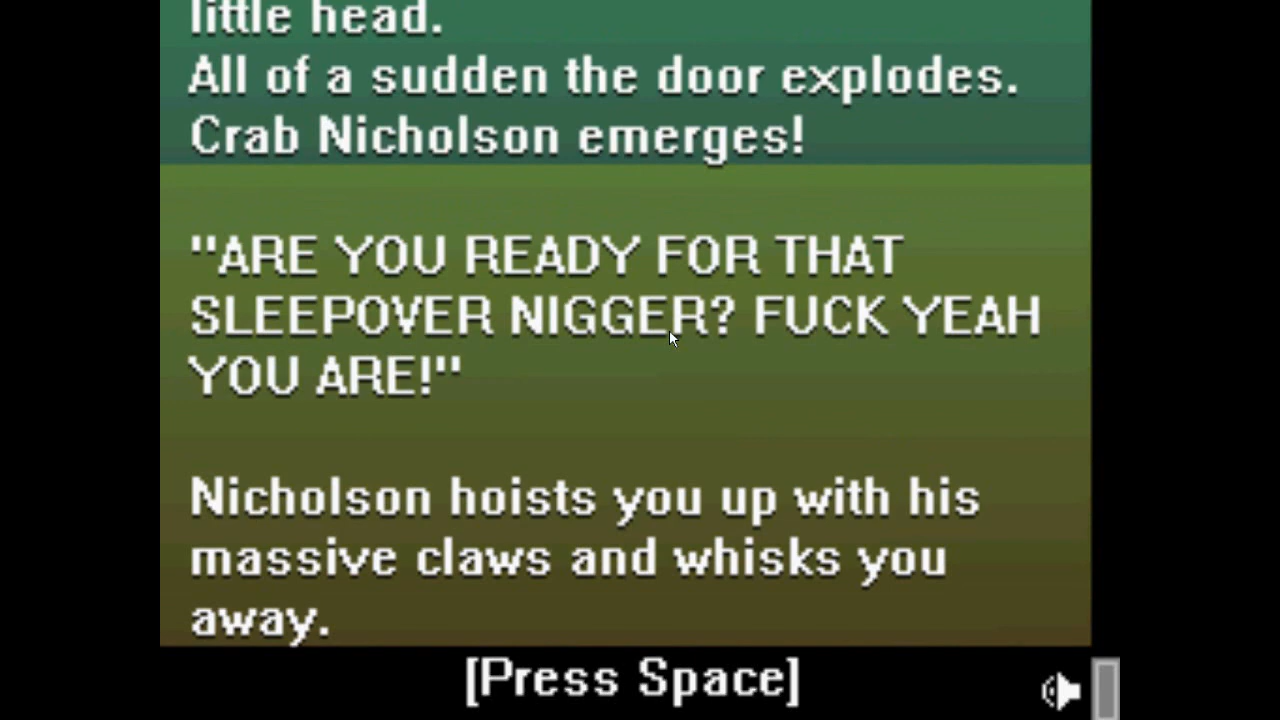 little head.
All of a sudden the door explodes.
Crab Nicholson emerges!
"ARE YOU READY FOR THAT
SLEEPOVER NIGGER? FUCK YEAH
YOU ARE!"
Nicholson hoists you up with his
massive claws and whisks you
away.
[Press Space]